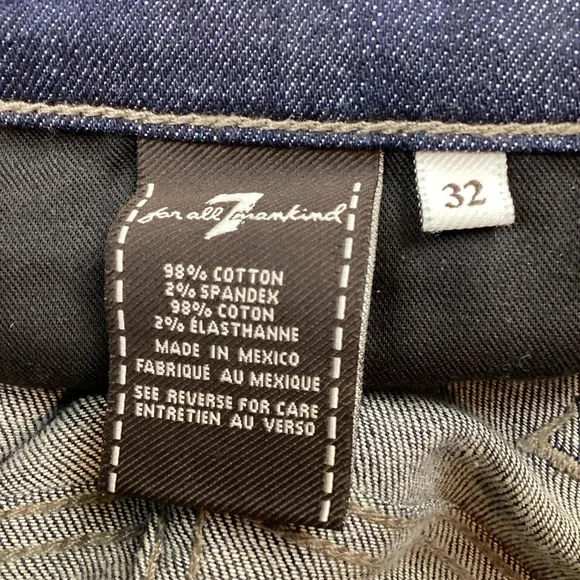 7 for all mankind
32
98% COTTON
2% SPANDEX
98% COTON
2% ÉLASTHANNE
MADE IN MEXICO
FABRIQUÉ AU MEXIQUE
SEE REVERSE FOR CARE
ENTRETIEN AU VERSO